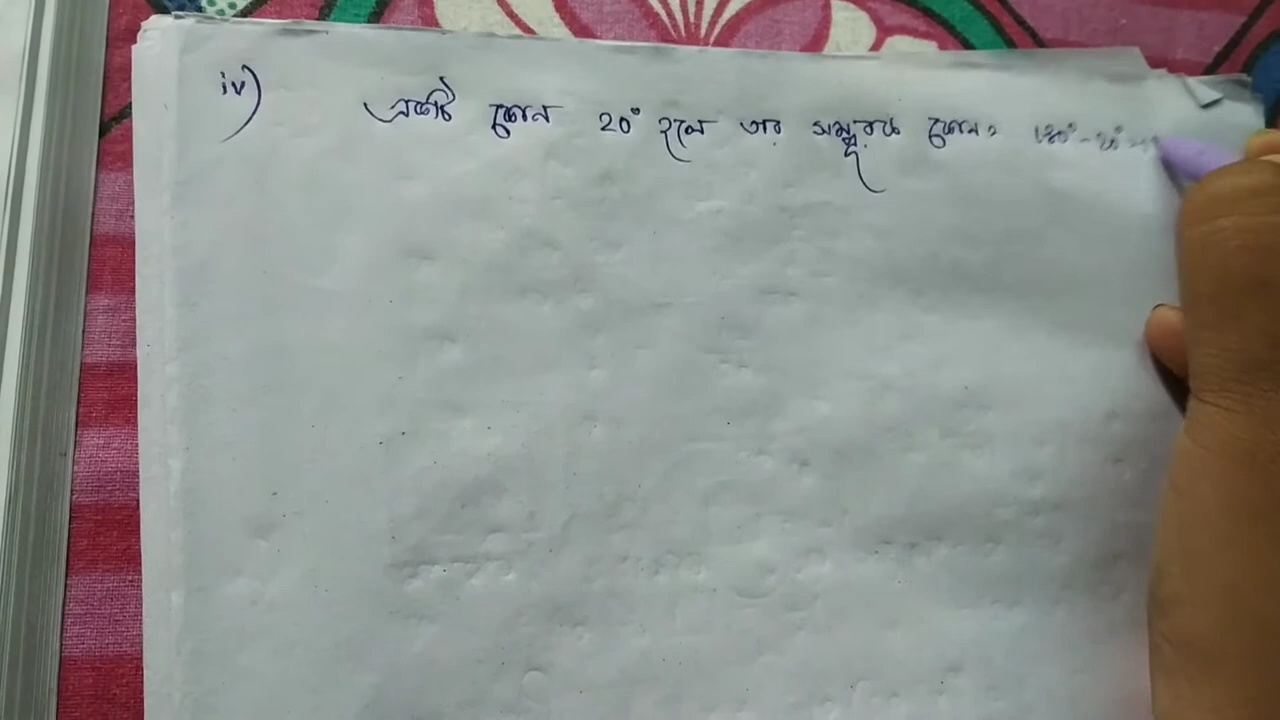 iv) একটি কোন 20° হলে তার সম্পূরক কোন = 180° - 20° =